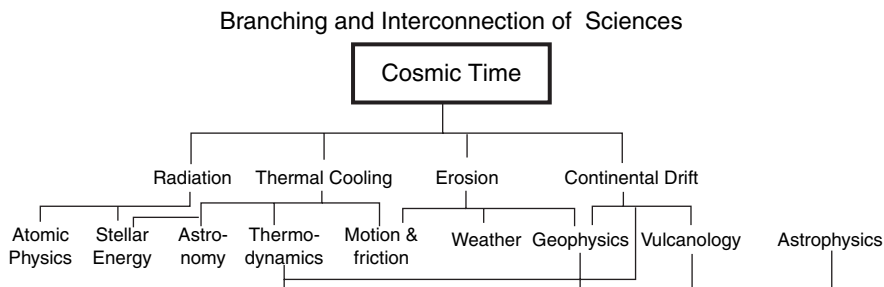 Branching and Interconnection of Sciences
Cosmic Time
Radiation Thermal Cooling Erosion Continental Drift
Atomic Physics
Stellar Energy
Astro-nomy
Thermo-dynamics
Motion & friction
Weather
Geophysics
Vulcanology
Astrophysics